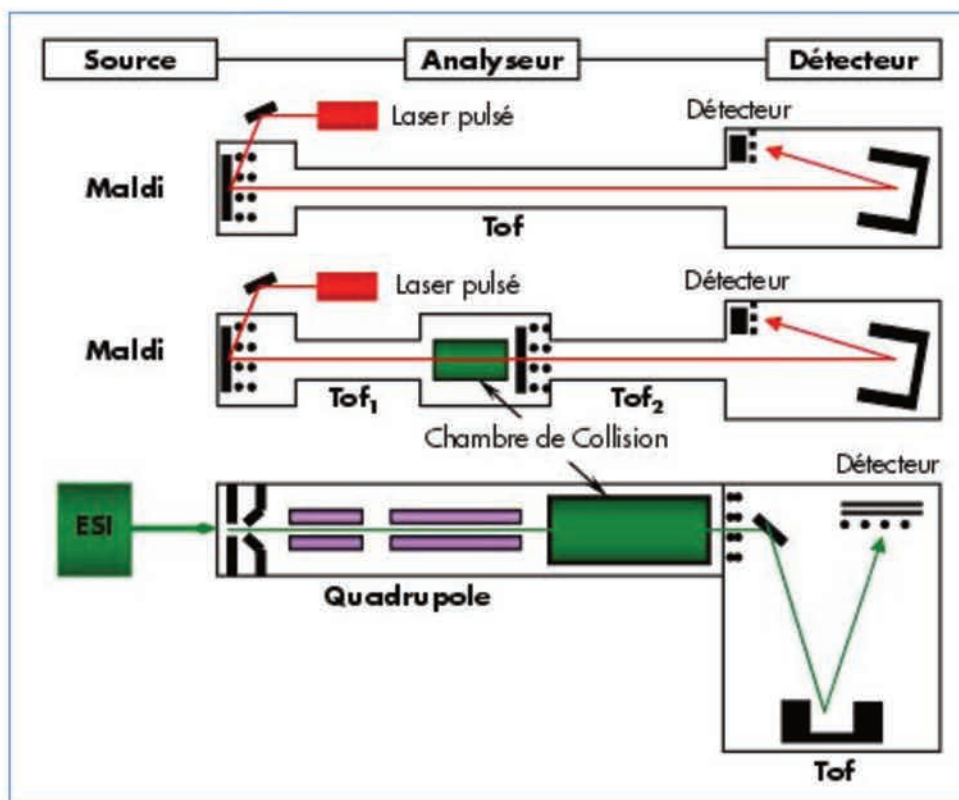 Source
Analyseur
Détecteur
Laser pulsé
Détecteur
Maldi
Tof
Laser pulsé
Détecteur
Maldi
Tof₁
Tof₂
Chambre de Collision
Détecteur
ESI
Quadrupole
Tof